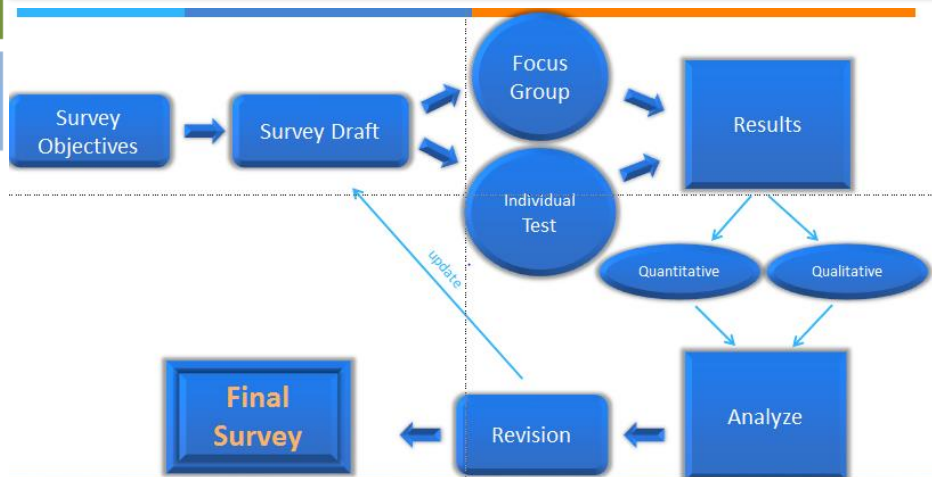 Survey
Objectives
Survey Draft
Focus
Group
Individual
Test
Results
Quantitative
Qualitative
update
Analyze
Revision
Final
Survey